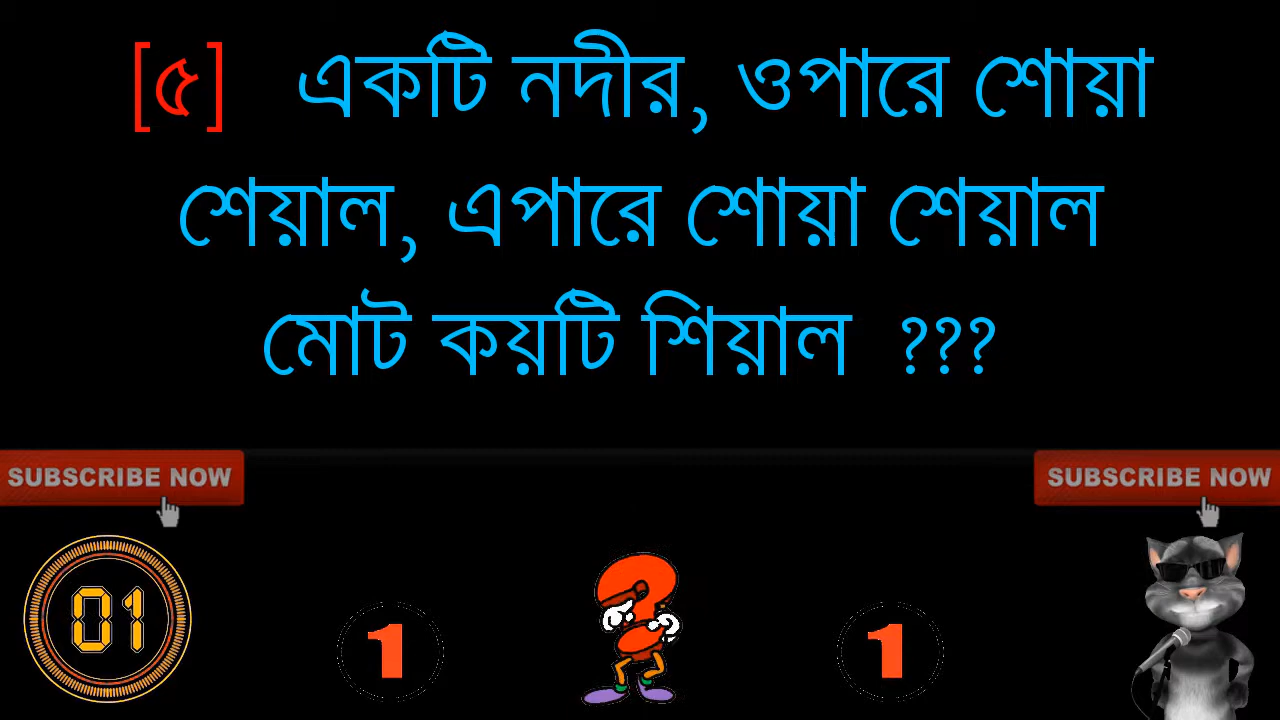 [৫] একটি নদীর, ওপারে শোয়া
শেয়াল, এপারে শোয়া শেয়াল
মোট কয়টি শিয়াল ???
SUBSCRIBE NOW
SUBSCRIBE NOW
01
1
1